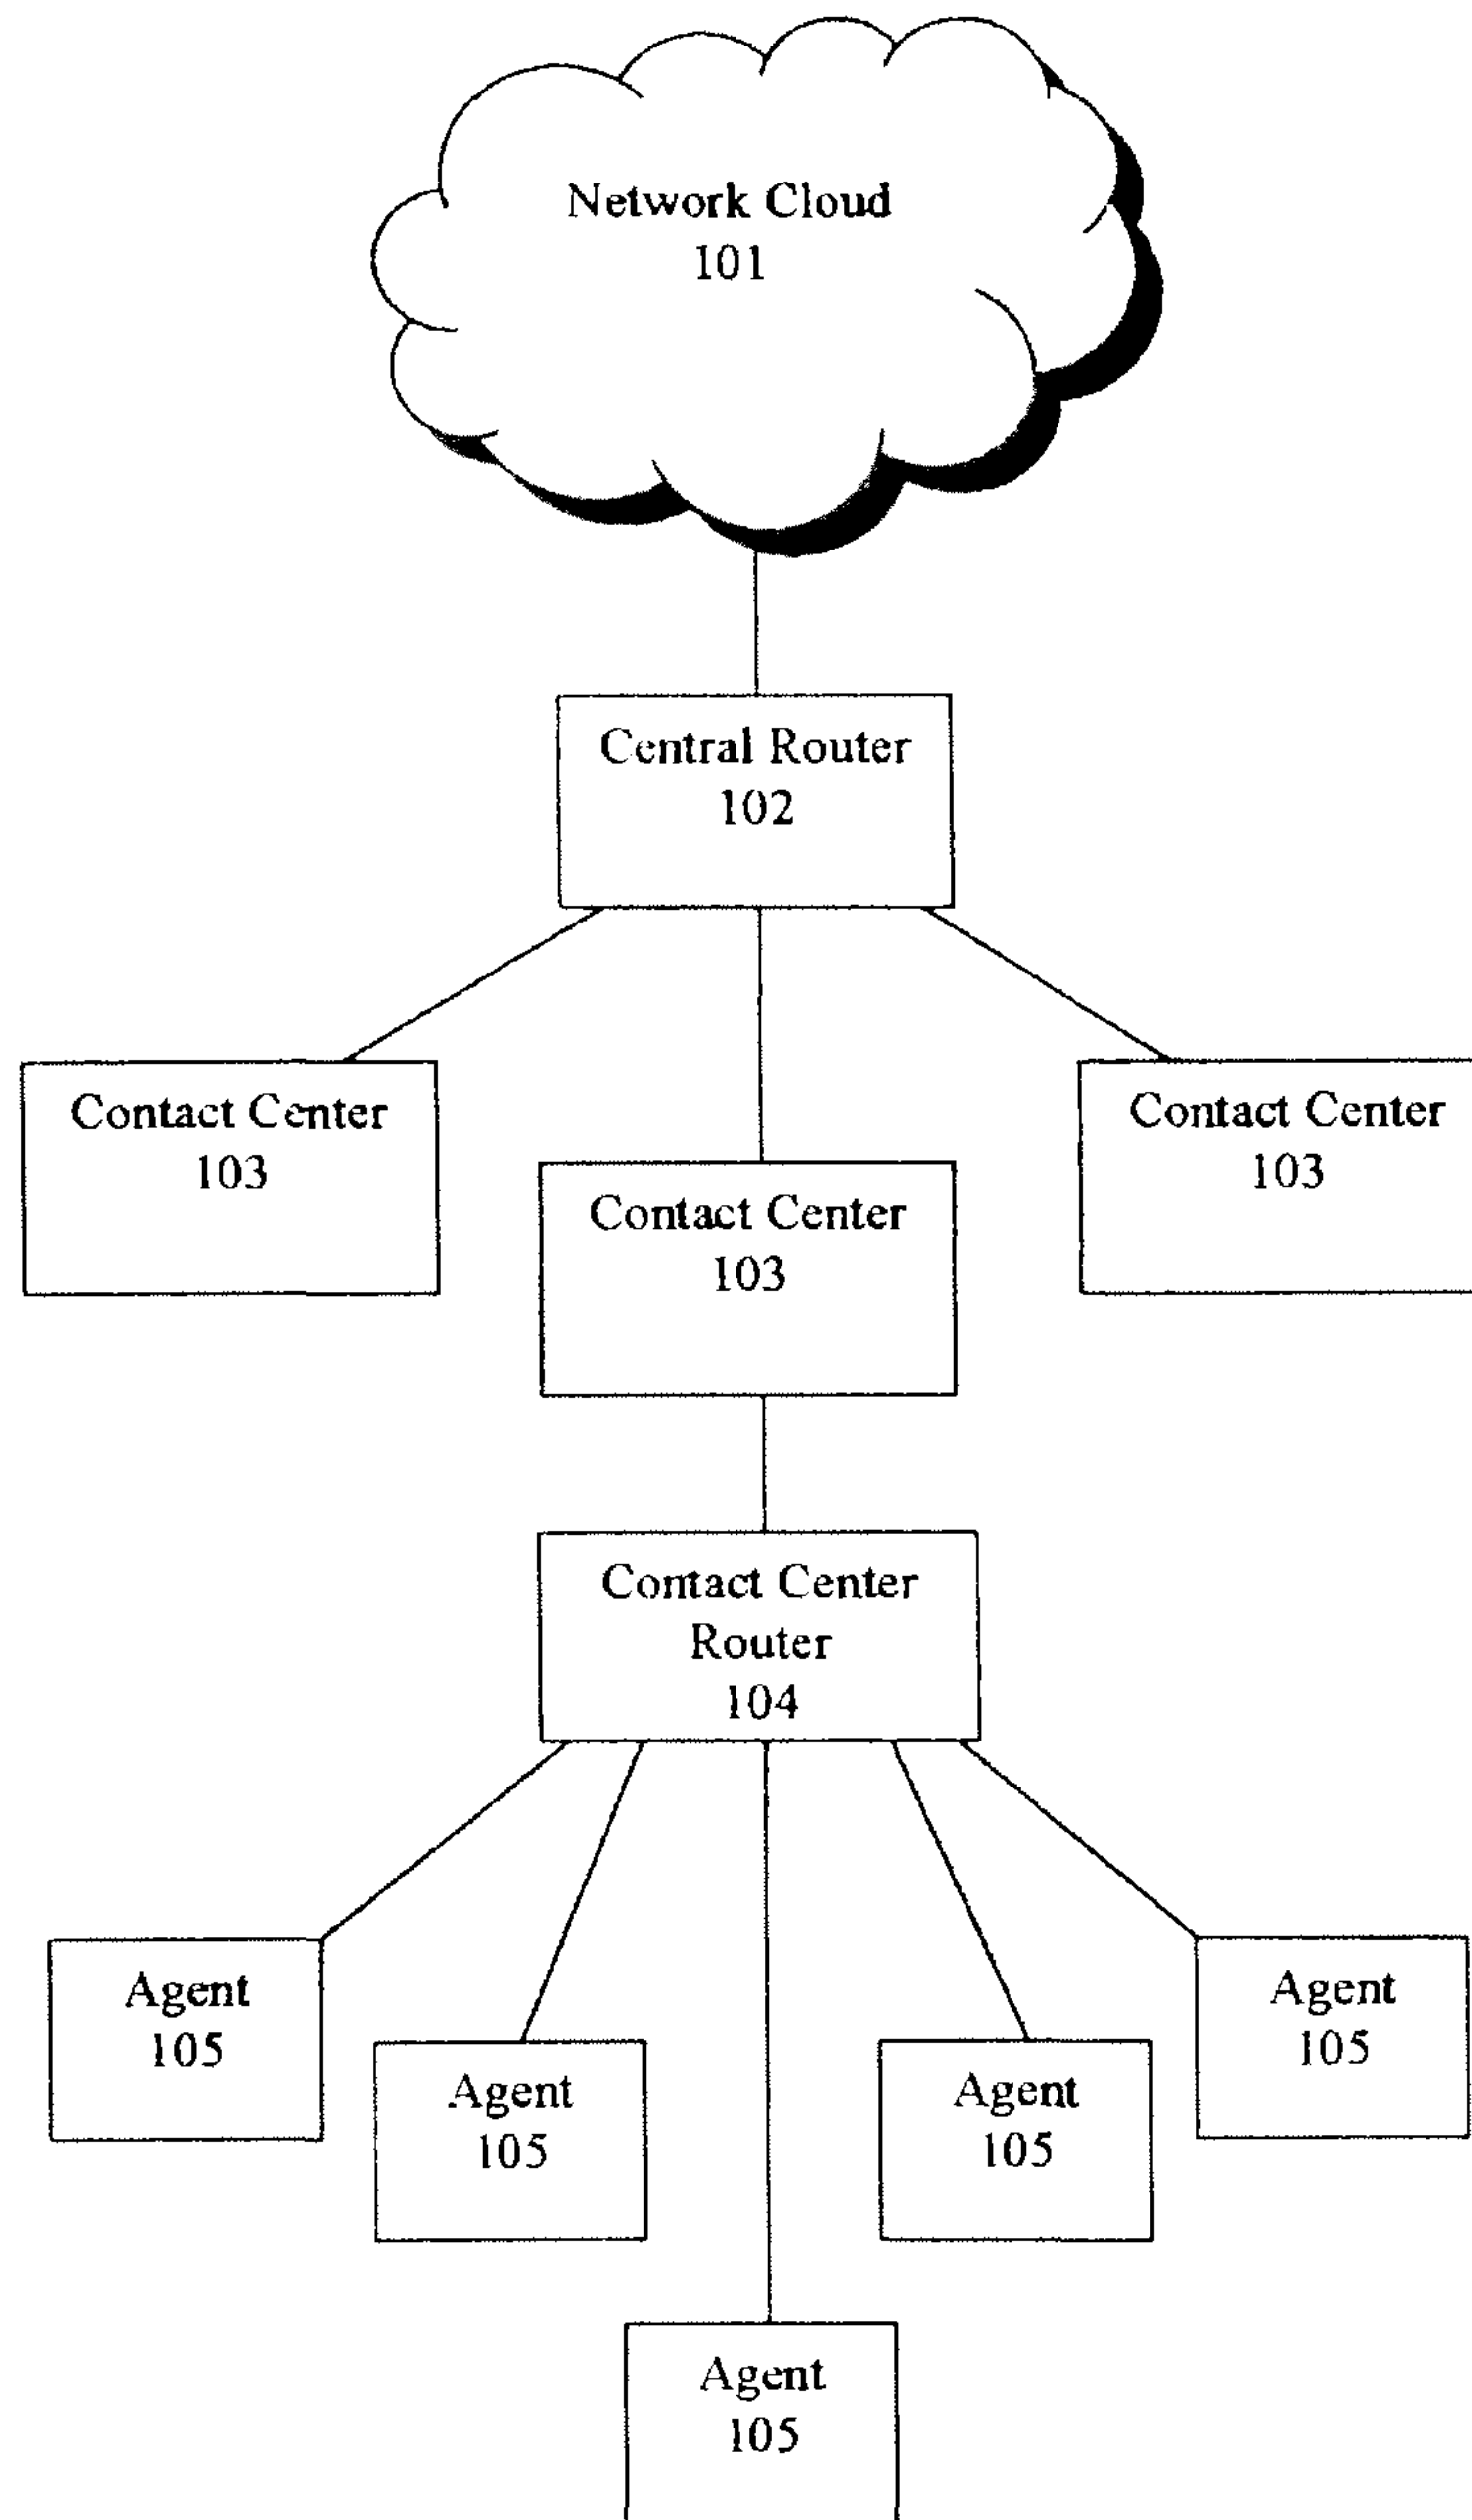 Network Cloud
101
Central Router
102
Contact Center
103
Contact Center
103
Contact Center
103
Contact Center
Router
104
Agent
105
Agent
105
Agent
105
Agent
105
Agent
105